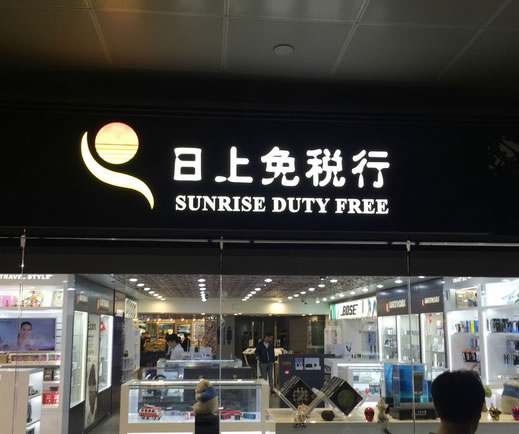 日上免税行
SUNRISE DUTY FREE
TRAVEL STYLE
BOSE